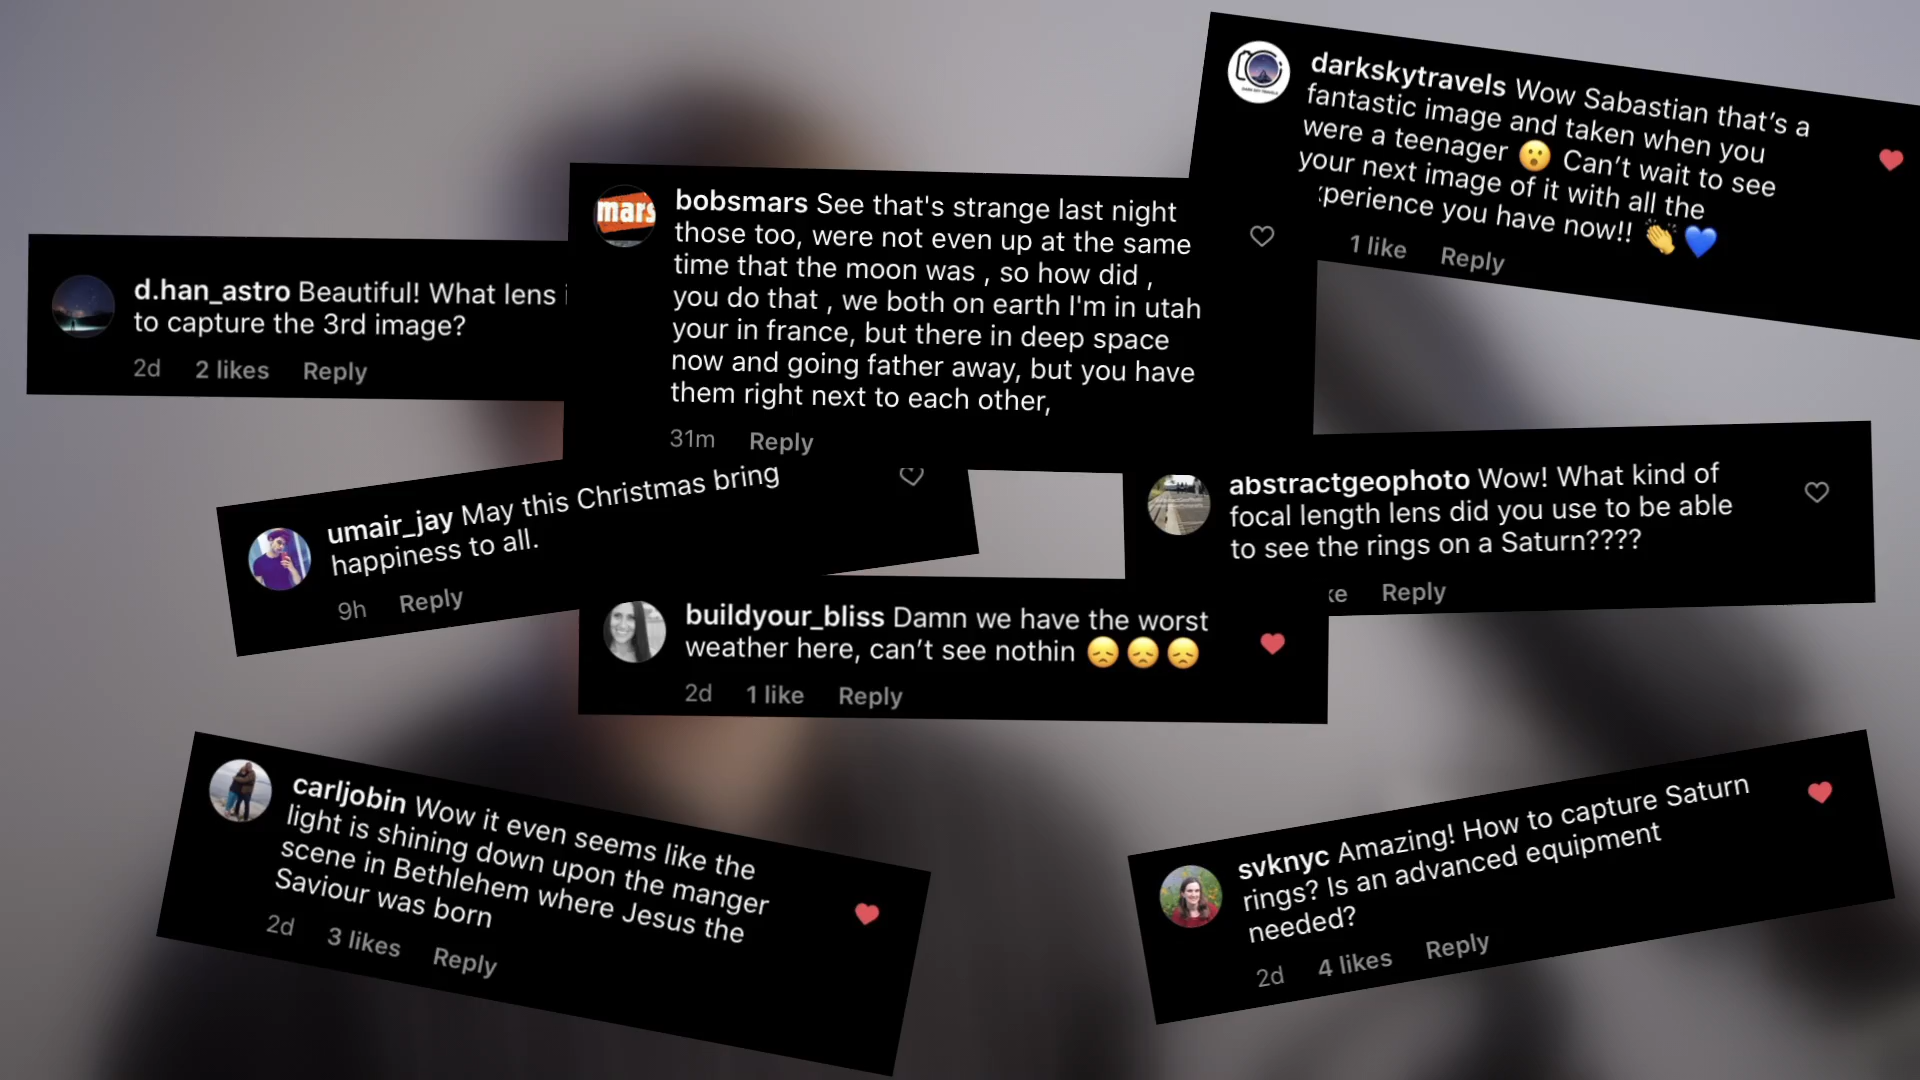 darkskytravels Wow Sabastian that's a
fantastic image and taken when you
were a teenager 😮 Can't wait to see
your next image of it with all the
xperience you have now!! 👏💙
1 like Reply
mars
bobsmars See that's strange last night
those too, were not even up at the same
time that the moon was , so how did ,
you do that , we both on earth I'm in utah
your in france, but there in deep space
now and going father away, but you have
them right next to each other,
31m Reply
d.han_astro Beautiful! What lens
to capture the 3rd image?
2d 2 likes Reply
umair_jay May this Christmas bring
happiness to all.
9h Reply
abstractgeophoto Wow! What kind of
focal length lens did you use to be able
to see the rings on a Saturn????
ke Reply
buildyour_bliss Damn we have the worst
weather here, can't see nothin 😞😞😞
2d 1 like Reply
carljobin Wow it even seems like the
light is shining down upon the manger
scene in Bethlehem where Jesus the
Saviour was born
2d 3 likes Reply
svknyc Amazing! How to capture Saturn
rings? Is an advanced equipment
needed?
2d 4 likes Reply